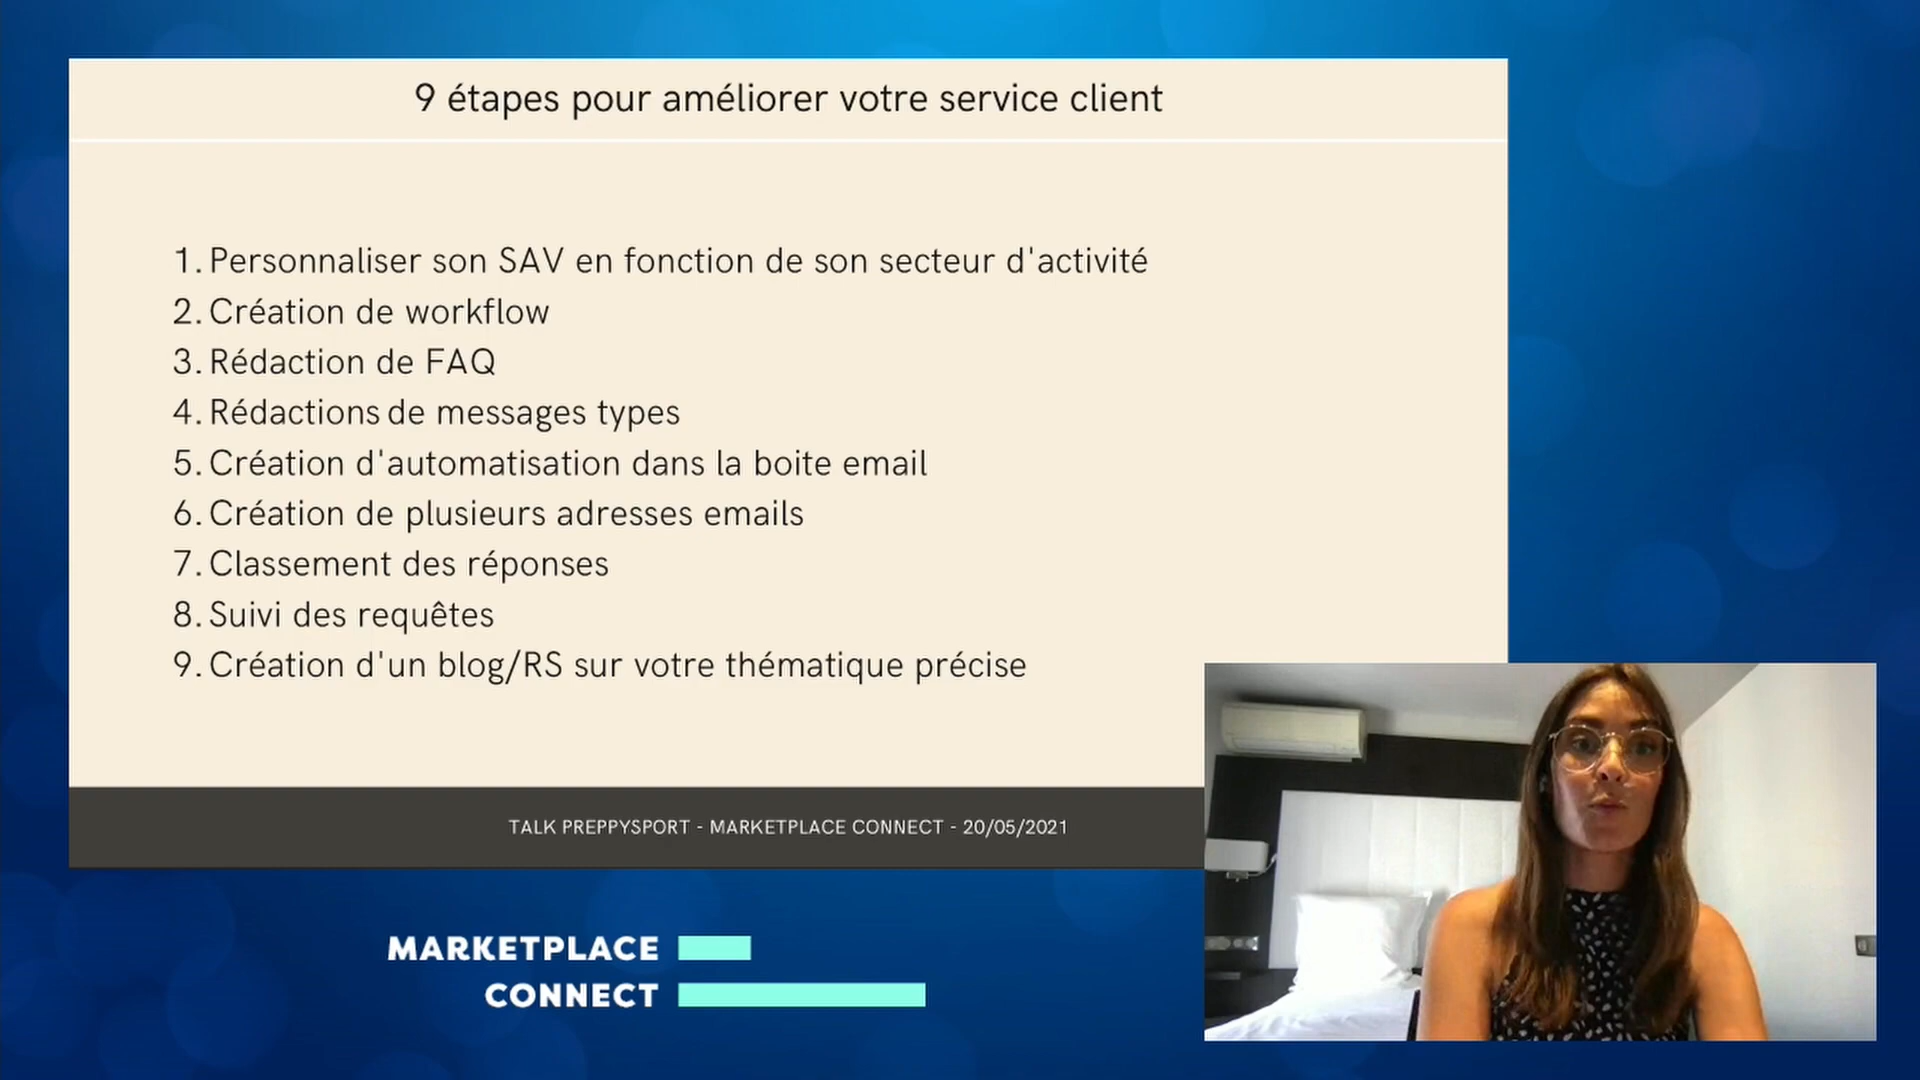 9 étapes pour améliorer votre service client
1. Personnaliser son SAV en fonction de son secteur d'activité
2. Création de workflow
3. Rédaction de FAQ
4. Rédactions de messages types
5. Création d'automatisation dans la boite email
6. Création de plusieurs adresses emails
7. Classement des réponses
8. Suivi des requêtes
9. Création d'un blog/RS sur votre thématique précise
TALK PREPPYSPORT - MARKETPLACE CONNECT - 20/05/2021
MARKETPLACE
CONNECT